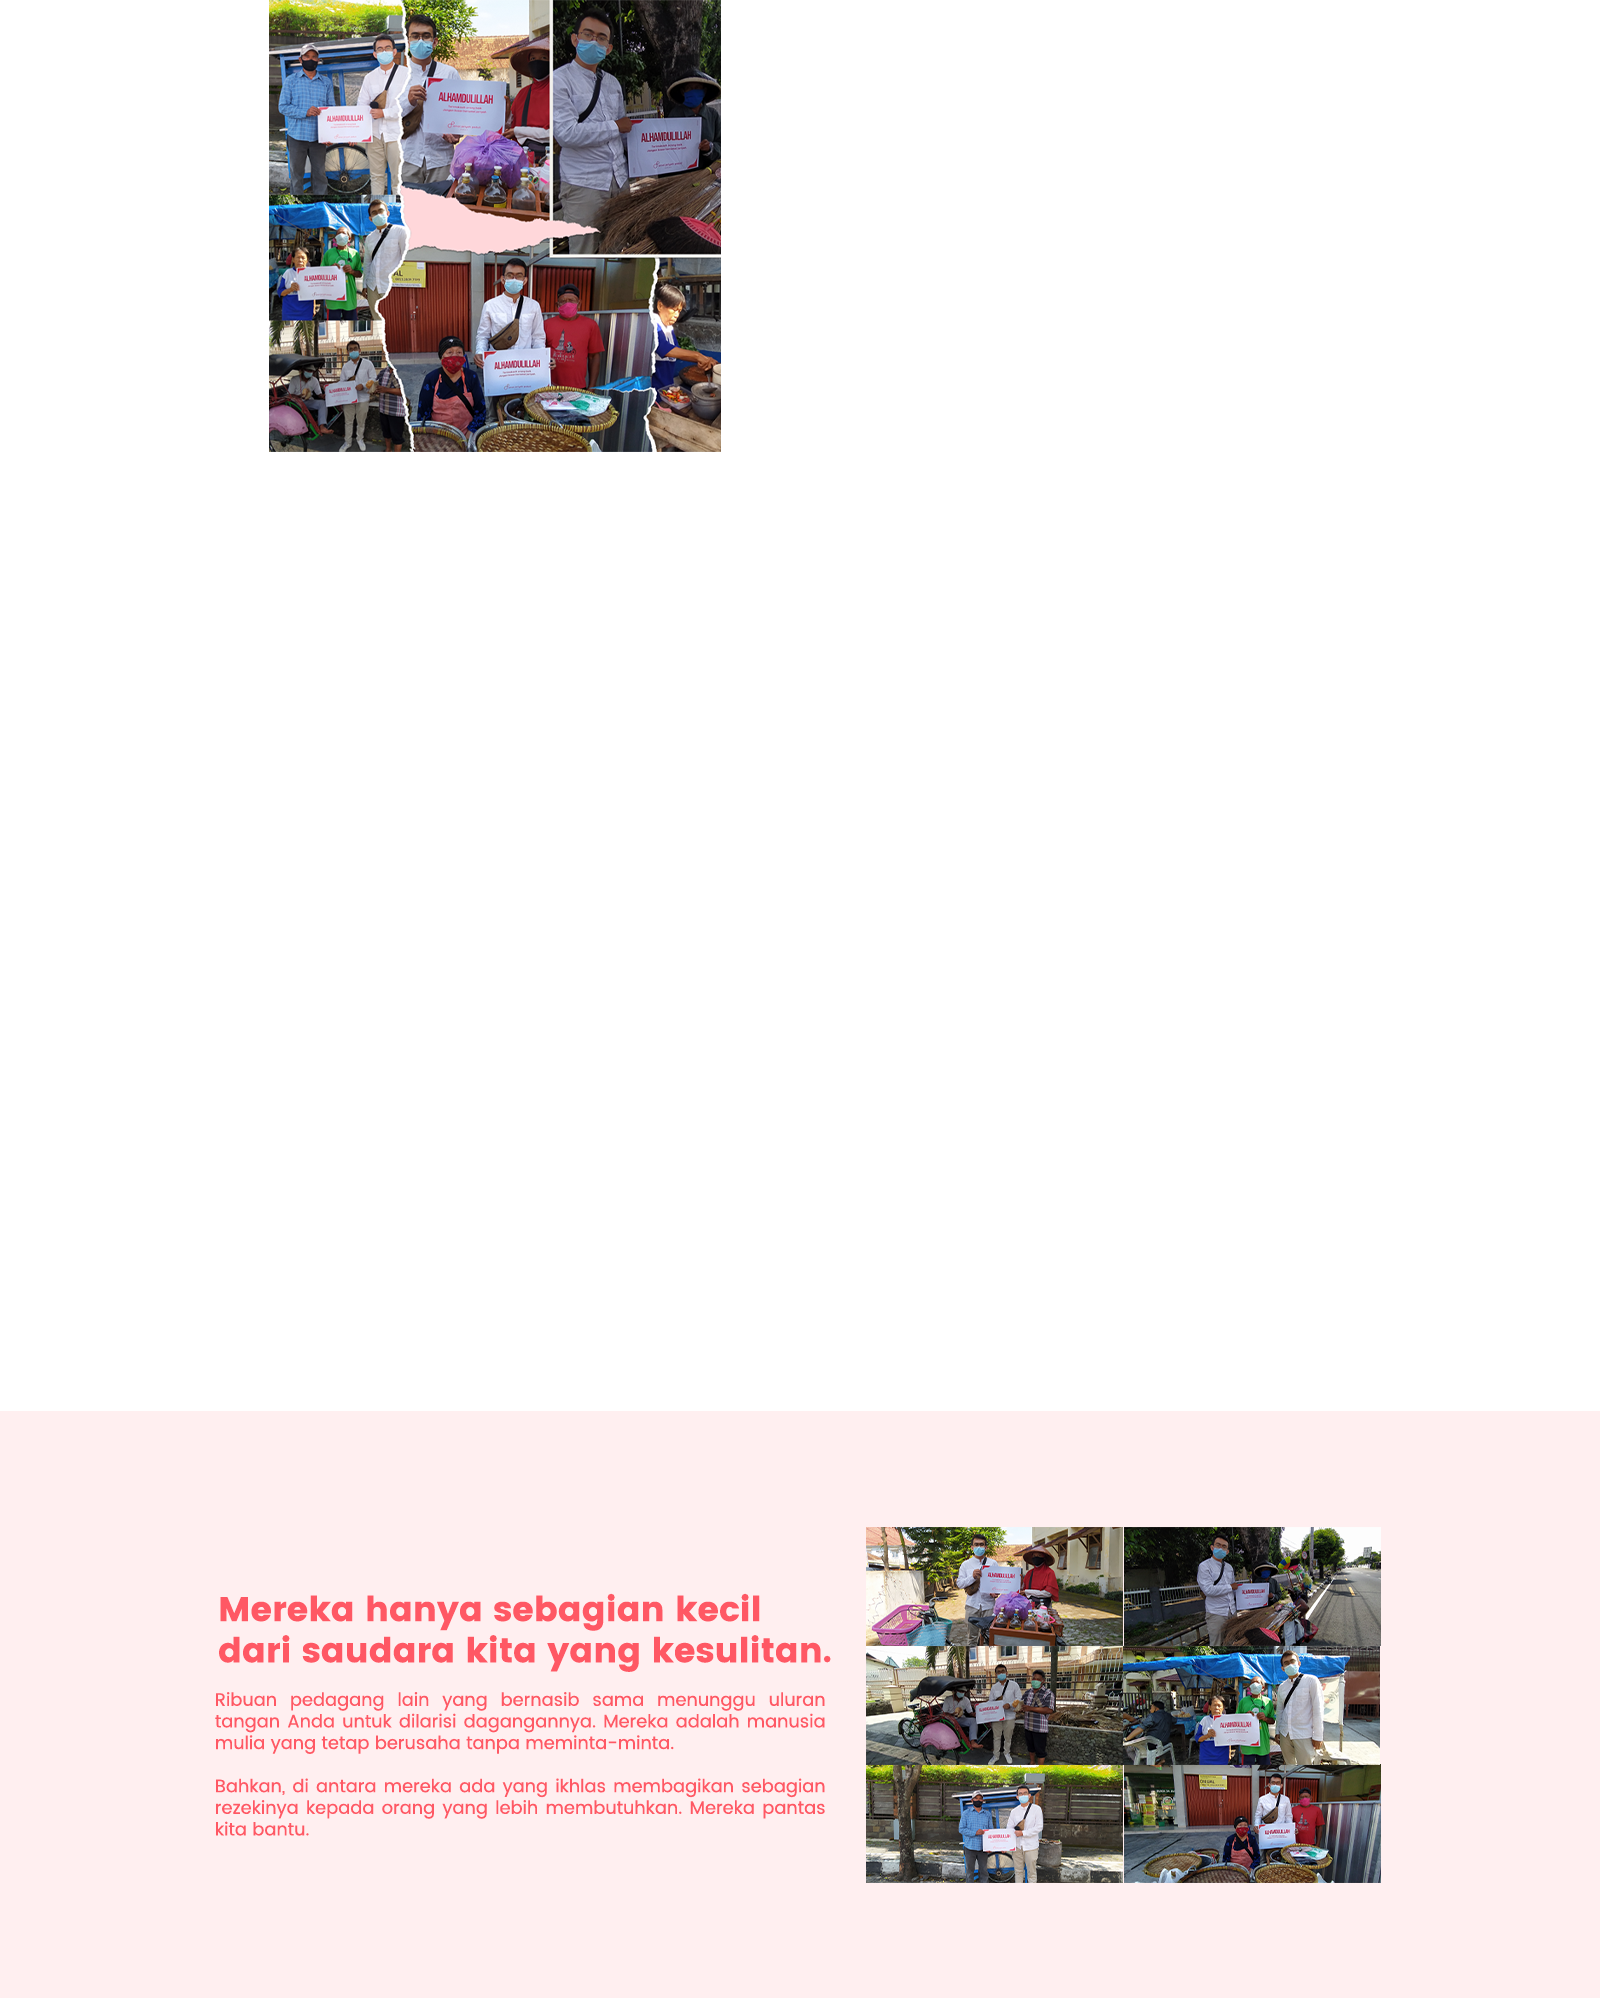 ALHAMDULILLAH
ALHAMDULILLAH
ALHAMDULILLAH
ALHAMDULILLAH
ALHAMDULILLAH
ALHAMDULILLAH
Mereka hanya sebagian kecil
dari saudara kita yang kesulitan.
Ribuan pedagang lain yang bernasib sama menunggu uluran
tangan Anda untuk dilarisi dagangannya. Mereka adalah manusia
mulia yang tetap berusaha tanpa meminta-minta.
Bahkan, di antara mereka ada yang ikhlas membagikan sebagian
rezekinya kepada orang yang lebih membutuhkan. Mereka pantas
kita bantu.
ALHAMDULILLAH
ALHAMDULILLAH
ALHAMDULILLAH
ALHAMDULILLAH
ALHAMDULILLAH
ALHAMDULILLAH